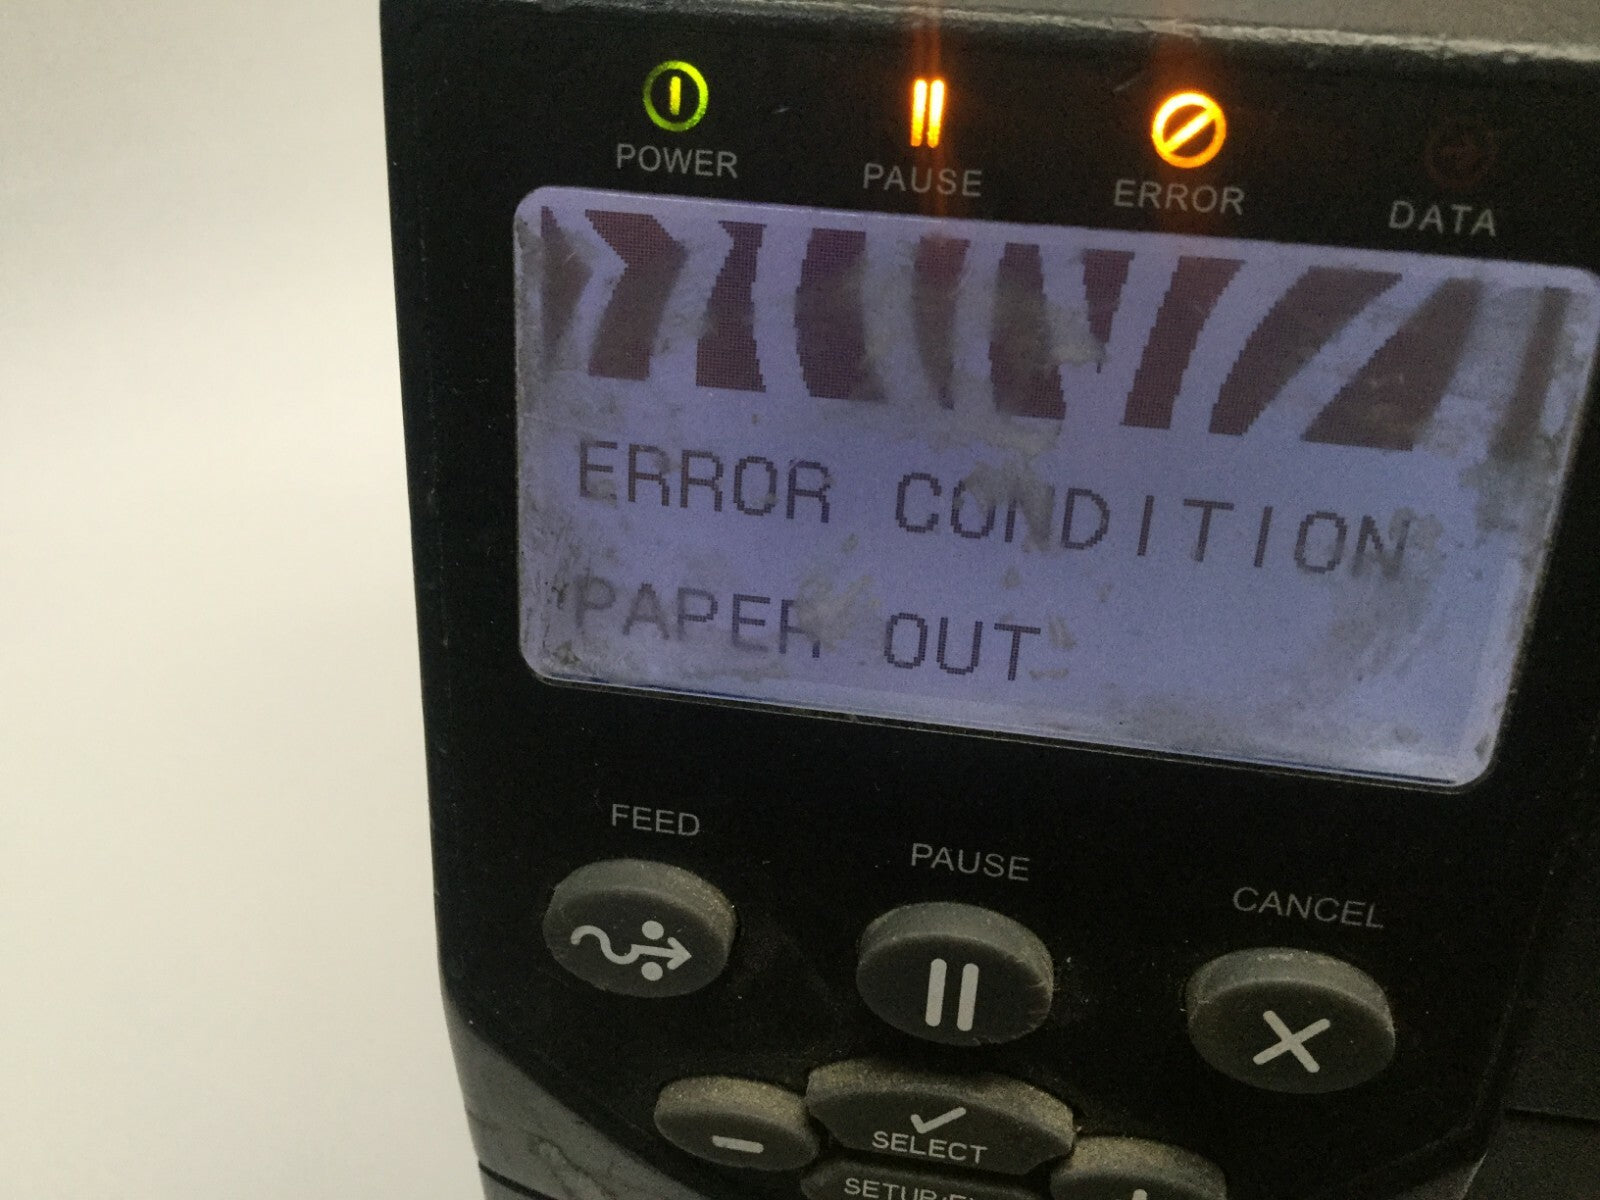 POWER PAUSE ERROR DATA
ERROR CONDITION
PAPER OUT
FEED PAUSE CANCEL
SELECT